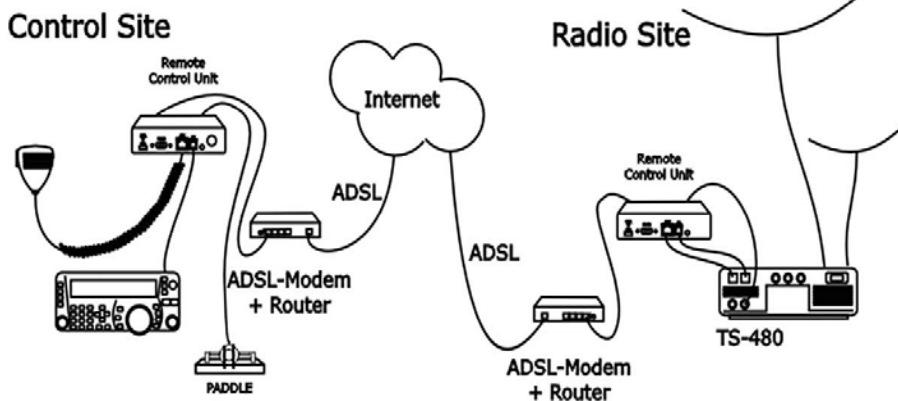 Control Site
Remote
Control Unit
Internet
ADSL
ADSL-Modem
+ Router
PADDLE
Radio Site
Remote
Control Unit
ADSL
ADSL-Modem
+ Router
TS-480